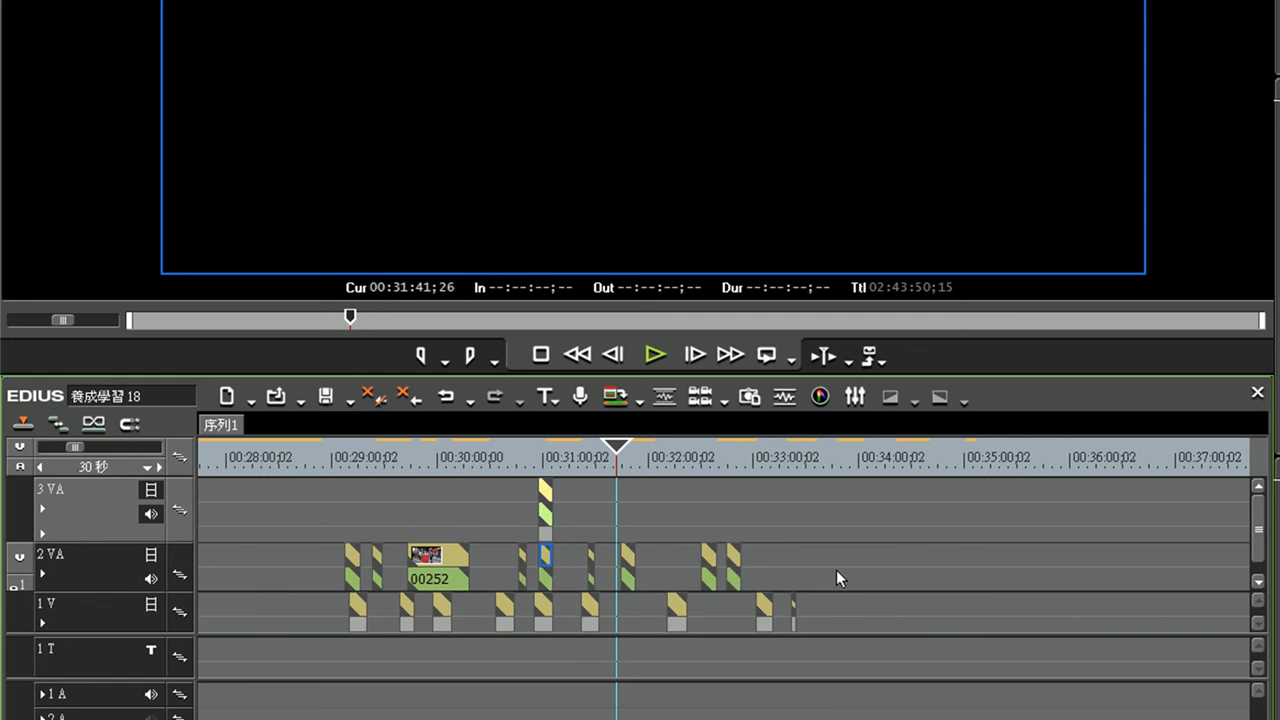 Cur 00:31:41;26 In --:--:--;-- Out --:--:--;-- Dur --:--:--;-- Ttl 02:43:50;15
EDIUS 養成學習 18
序列1
30 秒
00:28:00;02 00:29:00;02 00:30:00;00 00:31:00;02 00:32:00;02 00:33:00;02 00:34:00;02 00:35:00;02 00:36:00;02 00:37:00;02
3 VA
2 VA
00252
1
1 V
1 T
T
1 A
2 A